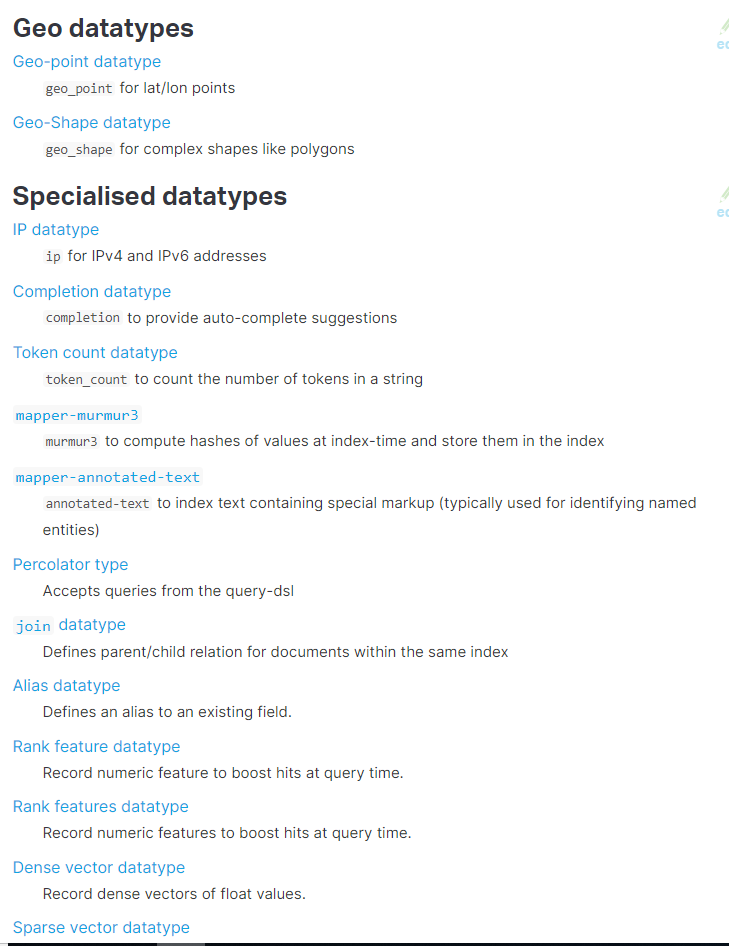 Geo datatypes
Geo-point datatype
geo_point for lat/lon points
Geo-Shape datatype
geo_shape for complex shapes like polygons
Specialised datatypes
IP datatype
ip for IPv4 and IPv6 addresses
Completion datatype
completion to provide auto-complete suggestions
Token count datatype
token_count to count the number of tokens in a string
mapper-murmur3
murmur3 to compute hashes of values at index-time and store them in the index
mapper-annotated-text
annotated-text to index text containing special markup (typically used for identifying named
entities)
Percolator type
Accepts queries from the query-dsl
join datatype
Defines parent/child relation for documents within the same index
Alias datatype
Defines an alias to an existing field.
Rank feature datatype
Record numeric feature to boost hits at query time.
Rank features datatype
Record numeric features to boost hits at query time.
Dense vector datatype
Record dense vectors of float values.
Sparse vector datatype